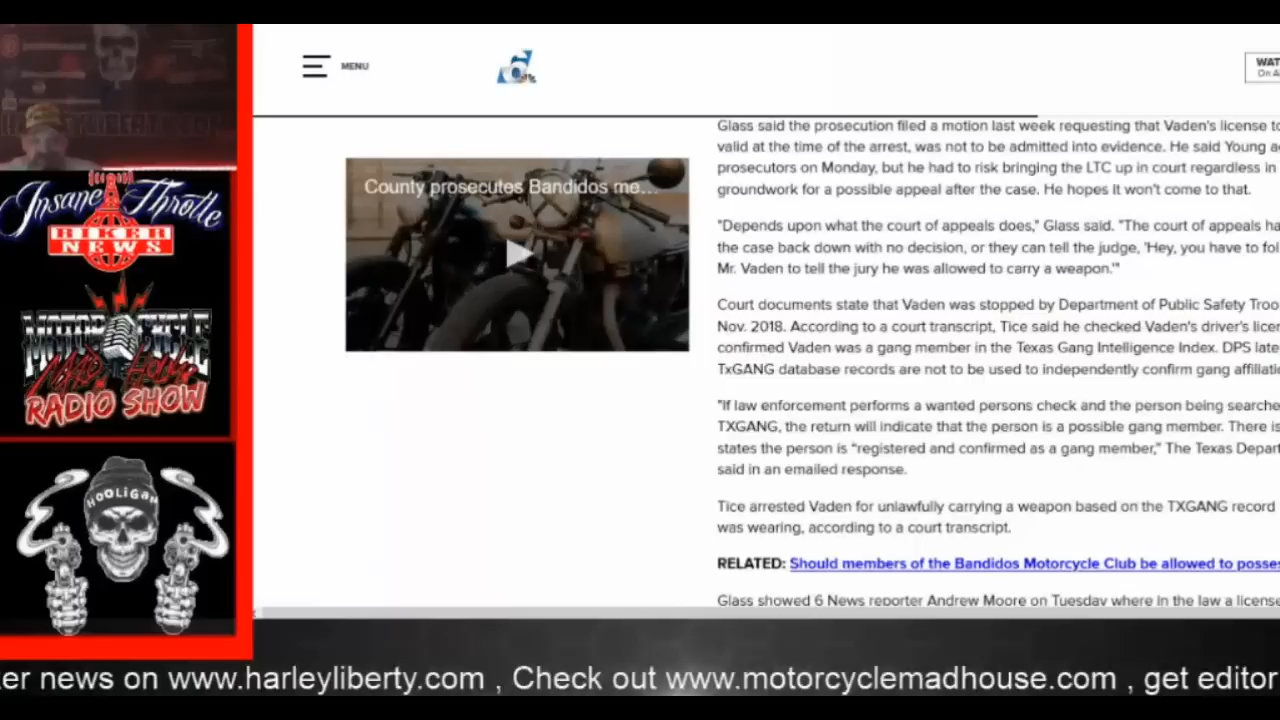 MENU
6
WAT
On A
County prosecutes Bandidos me...
Glass said the prosecution filed a motion last week requesting that Vaden's license to
valid at the time of the arrest, was not to be admitted into evidence. He said Young a
prosecutors on Monday, but he had to risk bringing the LTC up in court regardless in
groundwork for a possible appeal after the case. He hopes it won't come to that.
"Depends upon what the court of appeals does," Glass said. "The court of appeals ha
the case back down with no decision, or they can tell the judge, 'Hey, you have to fol
Mr. Vaden to tell the jury he was allowed to carry a weapon.'"
Court documents state that Vaden was stopped by Department of Public Safety Troo
Nov. 2018. According to a court transcript, Tice said he checked Vaden's driver's licen
confirmed Vaden was a gang member in the Texas Gang Intelligence Index. DPS late
TxGANG database records are not to be used to independently confirm gang affiliati
"If law enforcement performs a wanted persons check and the person being searche
TXGANG, the return will indicate that the person is a possible gang member. There is
states the person is "registered and confirmed as a gang member," The Texas Depart
said in an emailed response.
Tice arrested Vaden for unlawfully carrying a weapon based on the TXGANG record
was wearing, according to a court transcript.
RELATED: Should members of the Bandidos Motorcycle Club be allowed to posses
Glass showed 6 News reporter Andrew Moore on Tuesday where in the law a license
Insane Throttle
BIKER
NEWS
MOTORCYCLE
Mad House
RADIO SHOW
HOOLIGAN
er news on www.harleyliberty.com , Check out www.motorcyclemadhouse.com , get editor